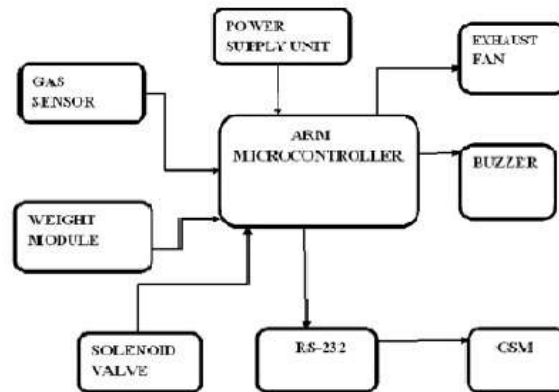 POWER
SUPPLY UNIT
EXHAUST
FAN
GAS
SENSOR
ARM
MICROCONTROLLER
BUZZER
WEIGHT
MODULE
SOLENOID
VALVE
RS-232
GSM